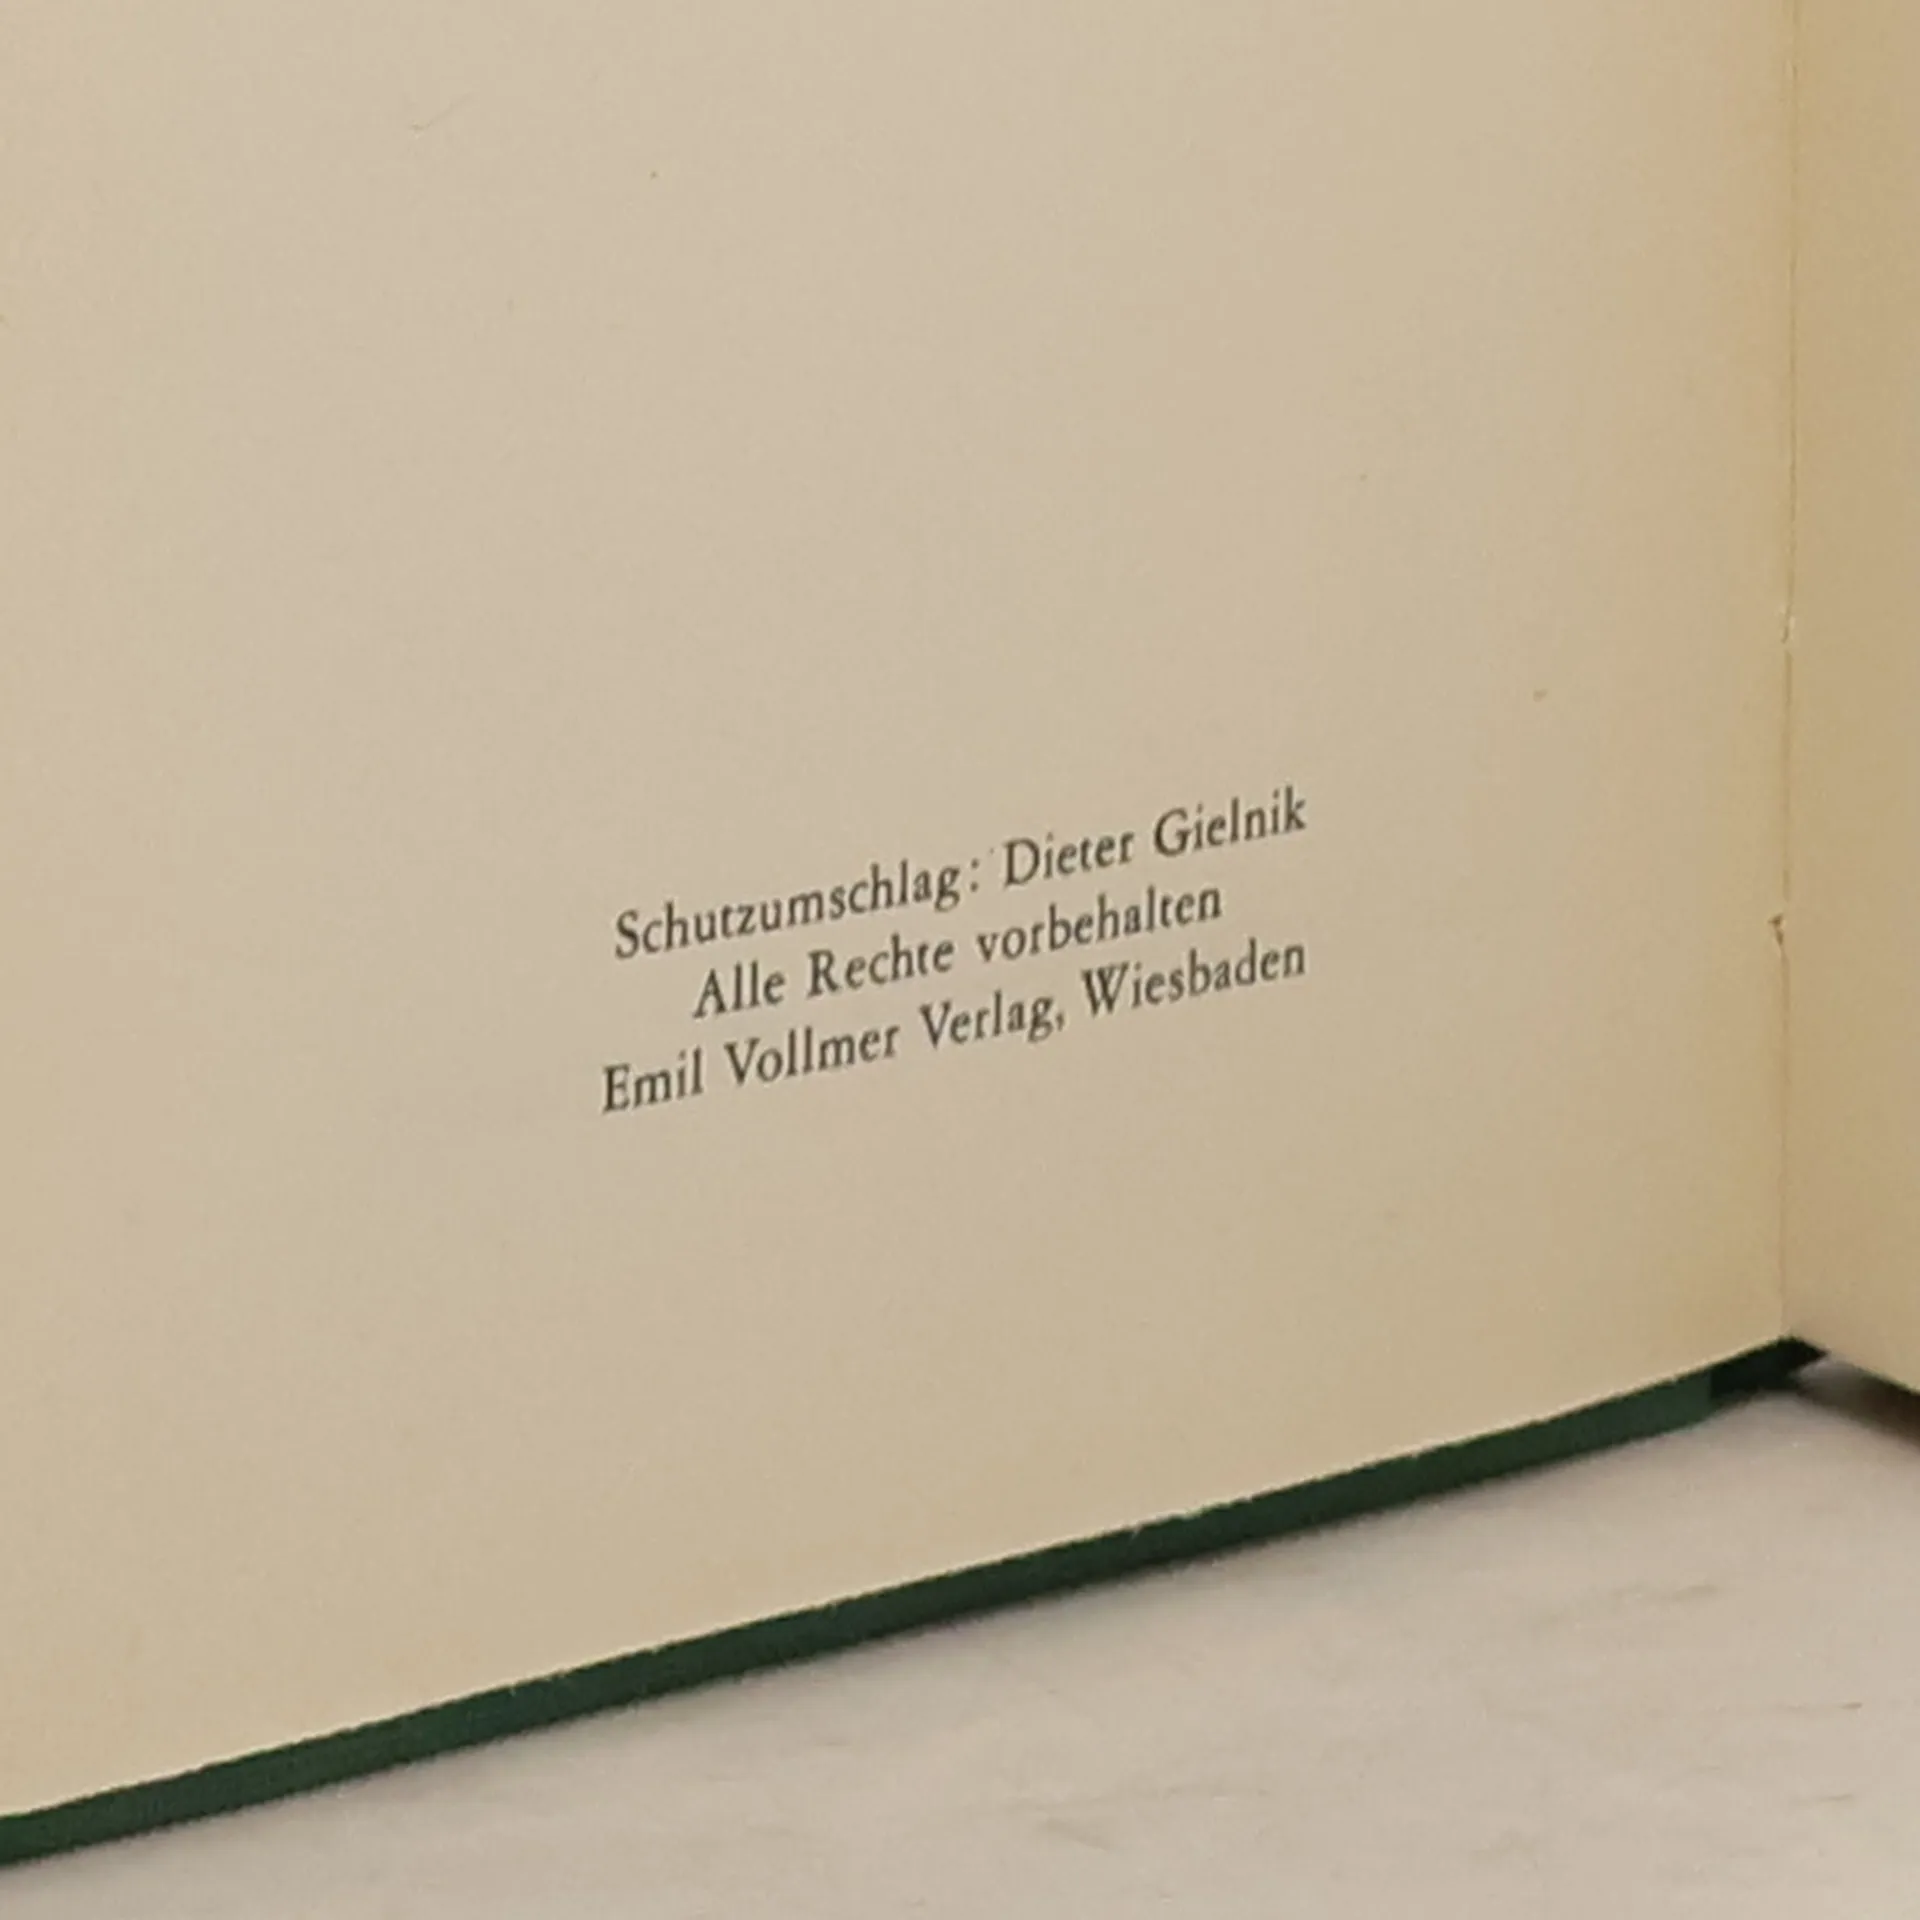 Schutzumschlag: Dieter Gielnik
Alle Rechte vorbehalten
Emil Vollmer Verlag, Wiesbaden